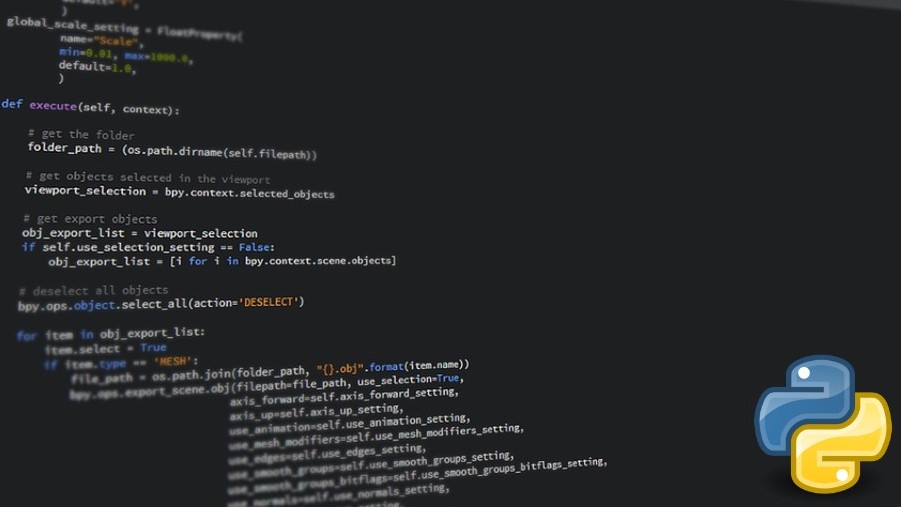 default="Y",
)
global_scale_setting = FloatProperty(
name="Scale",
min=0.01, max=1000.0,
default=1.0,
)
def execute(self, context):
# get the folder
folder_path = (os.path.dirname(self.filepath))
# get objects selected in the viewport
viewport_selection = bpy.context.selected_objects
# get export objects
obj_export_list = viewport_selection
if self.use_selection_setting == False:
obj_export_list = [i for i in bpy.context.scene.objects]
# deselect all objects
bpy.ops.object.select_all(action='DESELECT')
for item in obj_export_list:
item.select = True
if item.type == 'MESH':
file_path = os.path.join(folder_path, "{}.obj".format(item.name))
bpy.ops.export_scene.obj(filepath=file_path, use_selection=True,
axis_forward=self.axis_forward_setting,
axis_up=self.axis_up_setting,
use_animation=self.use_animation_setting,
use_mesh_modifiers=self.use_mesh_modifiers_setting,
use_edges=self.use_edges_setting,
use_smooth_groups=self.use_smooth_groups_setting,
use_smooth_groups_bitflags=self.use_smooth_groups_bitflags_setting,
use_normals=self.use_normals_setting,